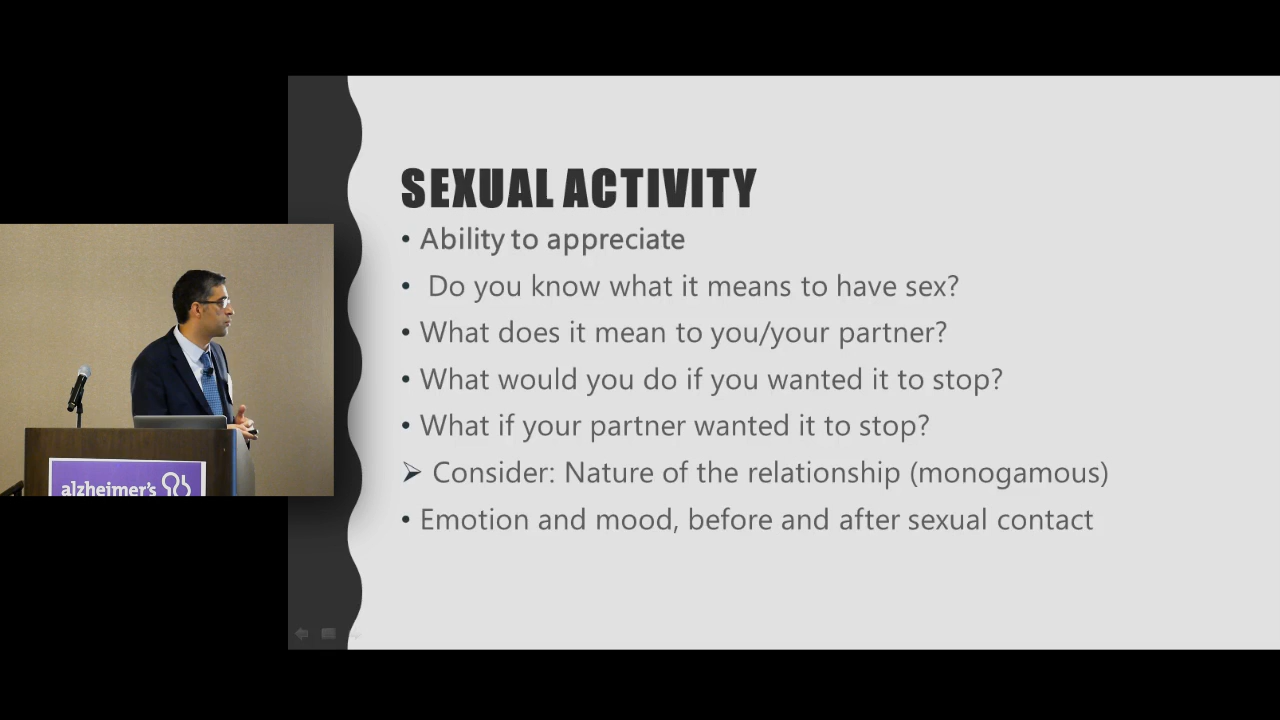 SEXUAL ACTIVITY
• Ability to appreciate
• Do you know what it means to have sex?
• What does it mean to you/your partner?
• What would you do if you wanted it to stop?
• What if your partner wanted it to stop?
➢ Consider: Nature of the relationship (monogamous)
• Emotion and mood, before and after sexual contact
alzheimer's